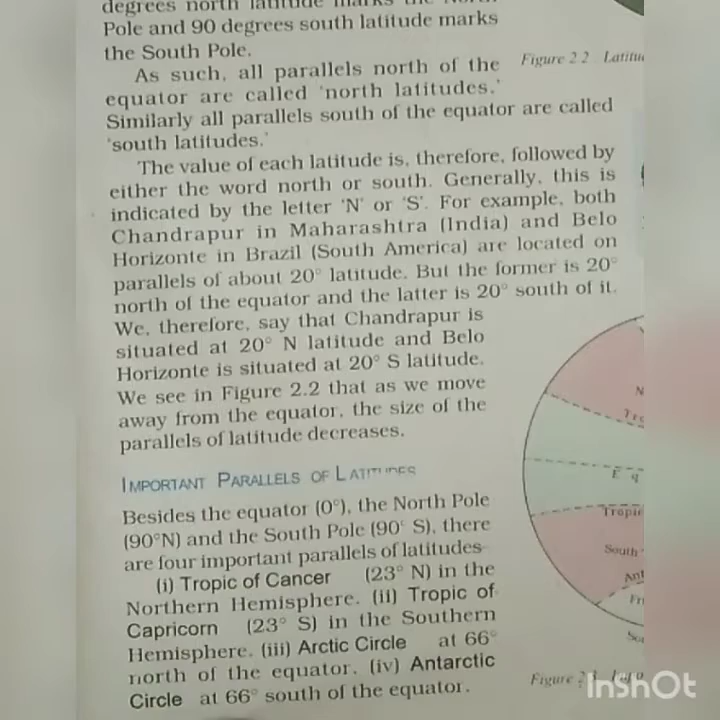 degrees north latitude marks the North
Pole and 90 degrees south latitude marks
the South Pole.
As such, all parallels north of the
equator are called 'north latitudes.'
Similarly all parallels south of the equator are called
'south latitudes.'
The value of each latitude is, therefore, followed by
either the word north or south. Generally, this is
indicated by the letter 'N' or 'S'. For example, both
Chandrapur in Maharashtra (India) and Belo
Horizonte in Brazil (South America) are located on
parallels of about 20° latitude. But the former is 20°
north of the equator and the latter is 20° south of it.
We, therefore, say that Chandrapur is
situated at 20° N latitude and Belo
Horizonte is situated at 20° S latitude.
We see in Figure 2.2 that as we move
away from the equator, the size of the
parallels of latitude decreases.
IMPORTANT PARALLELS OF LATITUDES
Besides the equator (0°), the North Pole
(90°N) and the South Pole (90° S), there
are four important parallels of latitudes–
(i) Tropic of Cancer (23° N) in the
Northern Hemisphere. (ii) Tropic of
Capricorn (23° S) in the Southern
Hemisphere. (iii) Arctic Circle at 66°
north of the equator. (iv) Antarctic
Circle at 66° south of the equator.
Figure 2.2 Latitu
N
Tro
E q
Tropic
South
Ant
Fri
Sou
Figure 2.3
InShOt